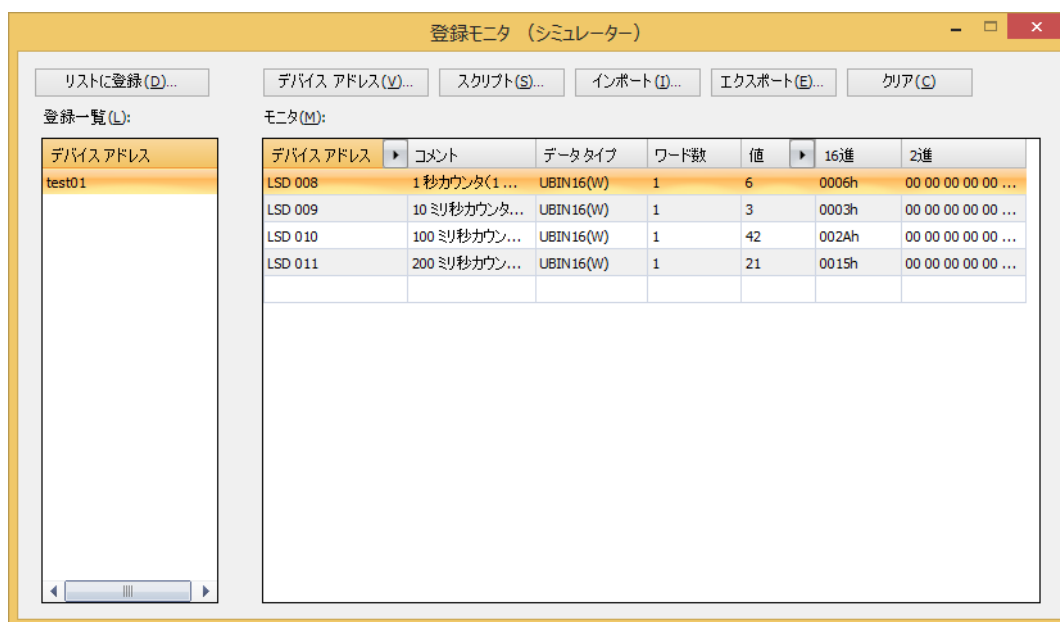 登録モニタ （シミュレーター）
リストに登録(D)... デバイス アドレス(V)... スクリプト(S)... インポート(I)... エクスポート(E)... クリア(C)
登録一覧(L): モニタ(M):
デバイス アドレス デバイス アドレス コメント データ タイプ ワード数 値 16進 2進
test01 LSD 008 1 秒カウンタ(1 ... UBIN16(W) 1 6 0006h 00 00 00 00 00 ...
LSD 009 10 ミリ秒カウンタ... UBIN16(W) 1 3 0003h 00 00 00 00 00 ...
LSD 010 100 ミリ秒カウン... UBIN16(W) 1 42 002Ah 00 00 00 00 00 ...
LSD 011 200 ミリ秒カウン... UBIN16(W) 1 21 0015h 00 00 00 00 00 ...